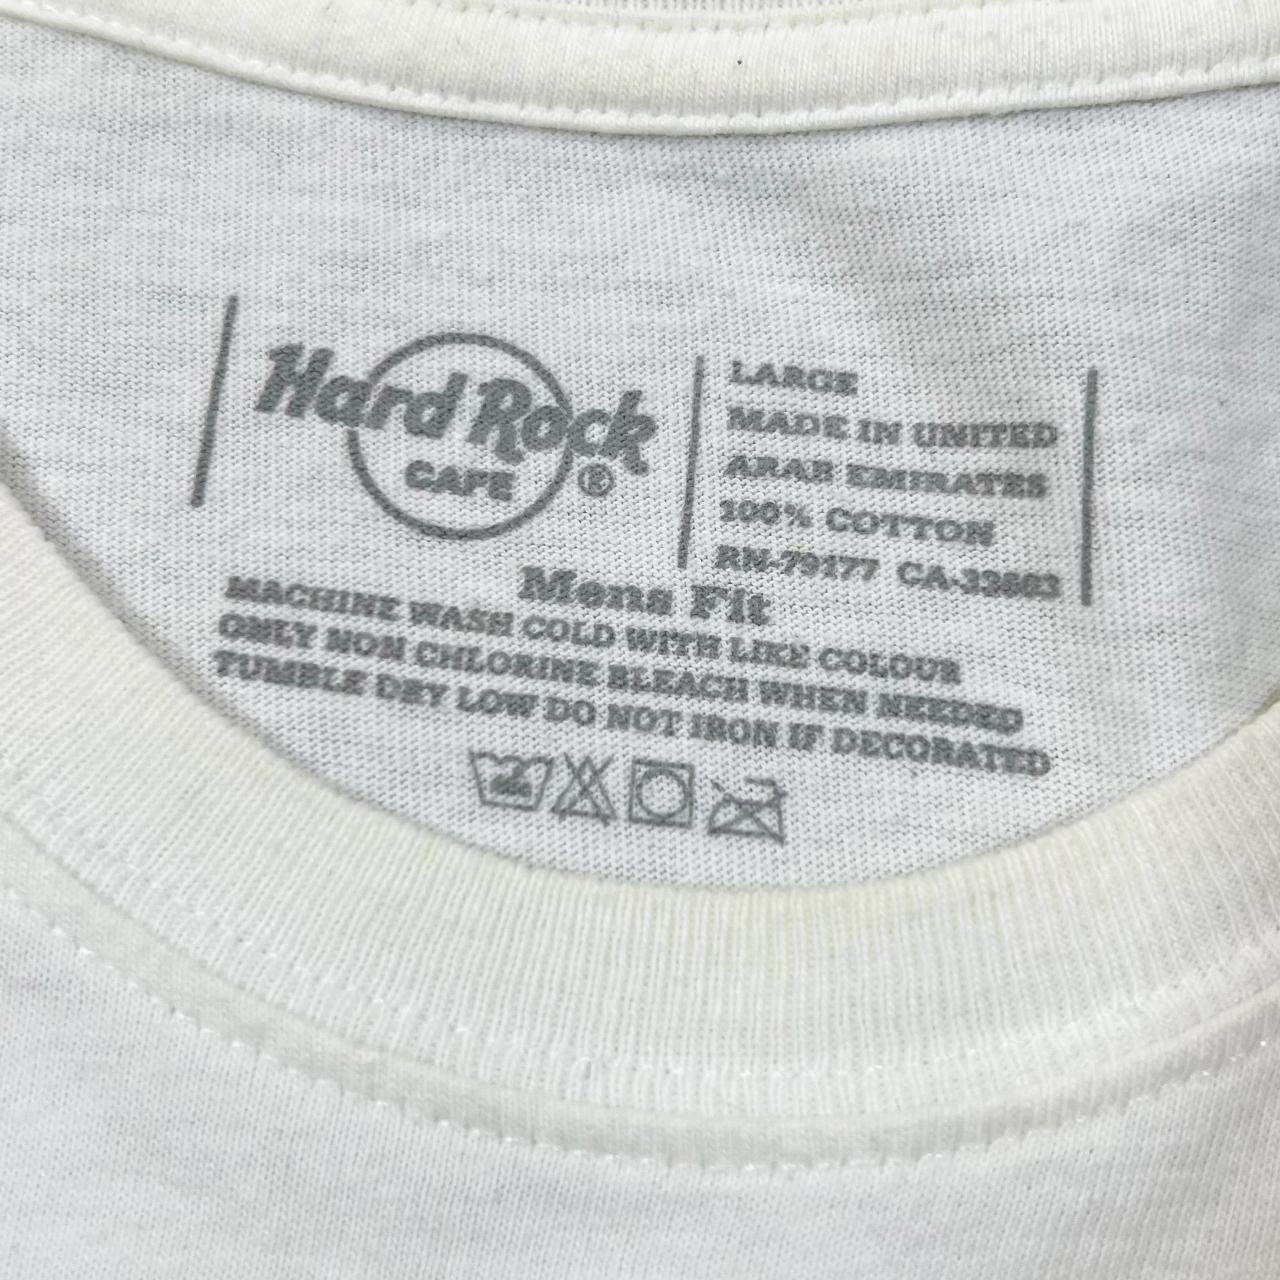 Hard Rock
CAFE
®
LARGE
MADE IN UNITED
ARAB EMIRATES
100% COTTON
RN-79177 CA-33503
Mens Fit
MACHINE WASH COLD WITH LIKE COLOUR
ONLY NON CHLORINE BLEACH WHEN NEEDED
TUMBLE DRY LOW DO NOT IRON IF DECORATED